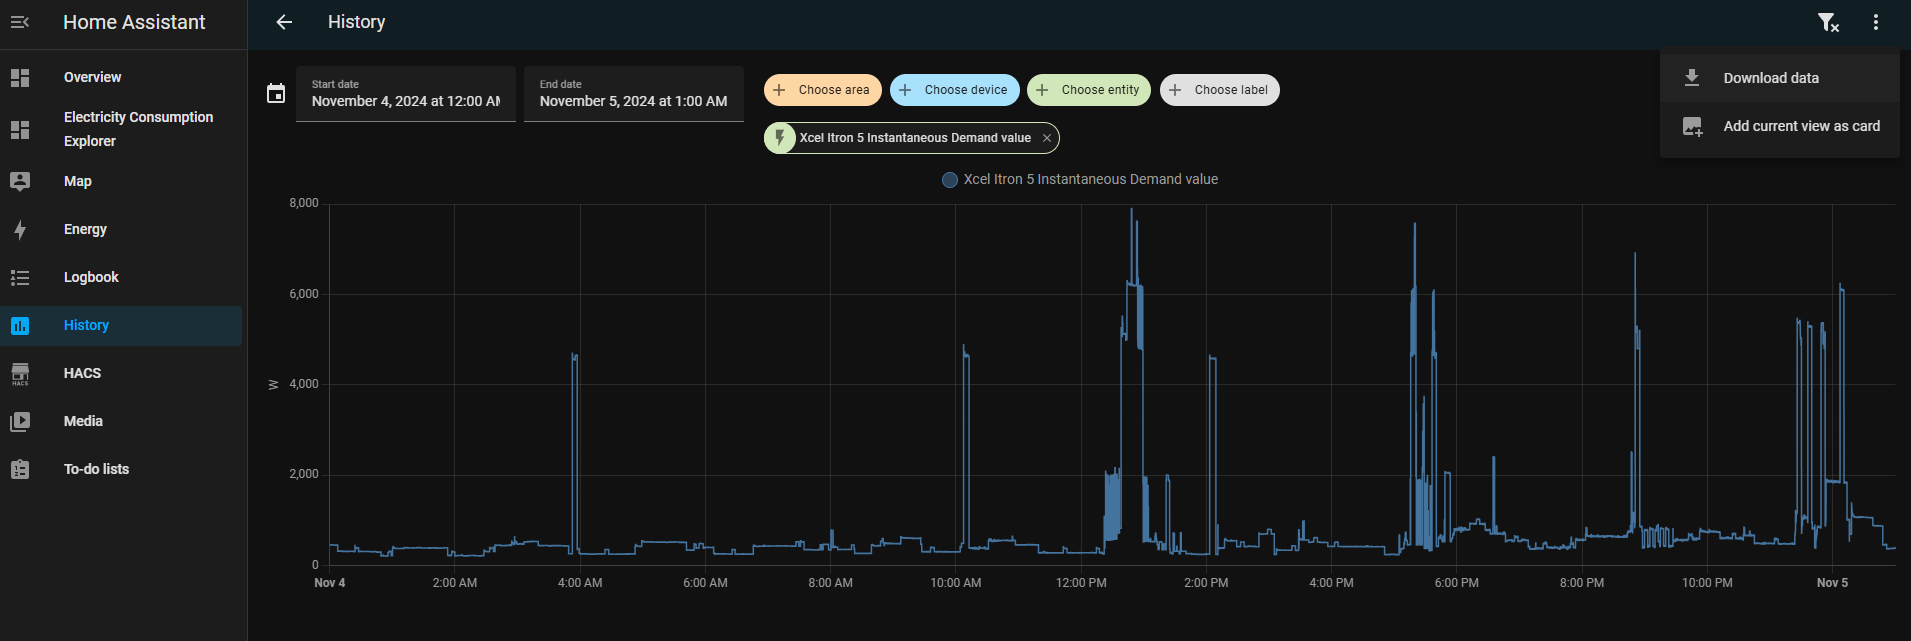 Home Assistant
Overview
Electricity Consumption
Explorer
Map
Energy
Logbook
History
HACS
HACS
Media
To-do lists
History
Start date
November 4, 2024 at 12:00 AM
End date
November 5, 2024 at 1:00 AM
Choose area
Choose device
Choose entity
Choose label
Xcel Itron 5 Instantaneous Demand value
Download data
Add current view as card
Xcel Itron 5 Instantaneous Demand value
8,000
6,000
W
4,000
2,000
0
Nov 4 2:00 AM 4:00 AM 6:00 AM 8:00 AM 10:00 AM 12:00 PM 2:00 PM 4:00 PM 6:00 PM 8:00 PM 10:00 PM Nov 5